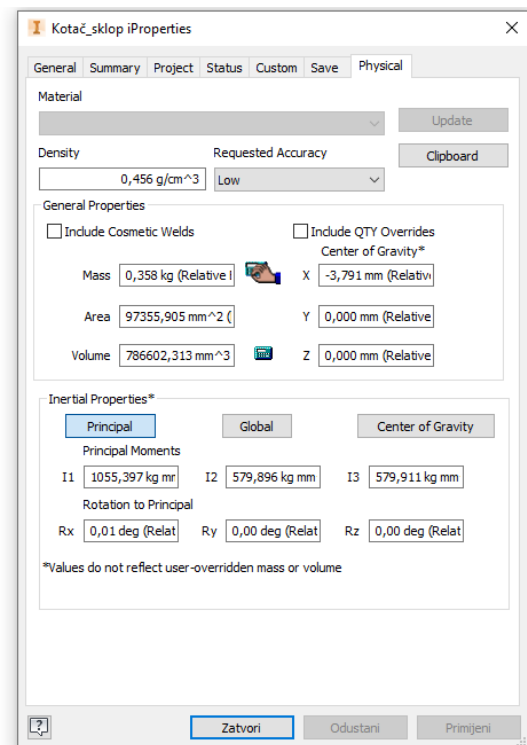 I Kotač_sklop iProperties
General Summary Project Status Custom Save Physical
Material
Update
Density Requested Accuracy Clipboard
0,456 g/cm^3 Low
General Properties
Include Cosmetic Welds Include QTY Overrides
Center of Gravity*
Mass 0,358 kg (Relative X -3,791 mm (Relativ
Area 97355,905 mm^2 ( Y 0,000 mm (Relative
Volume 786602,313 mm^3 Z 0,000 mm (Relative
Inertial Properties*
Principal Global Center of Gravity
Principal Moments
I1 1055,397 kg mr I2 579,896 kg mm I3 579,911 kg mm
Rotation to Principal
Rx 0,01 deg (Relat Ry 0,00 deg (Relat Rz 0,00 deg (Relat
*Values do not reflect user-overridden mass or volume
? Zatvori Odustani Primijeni